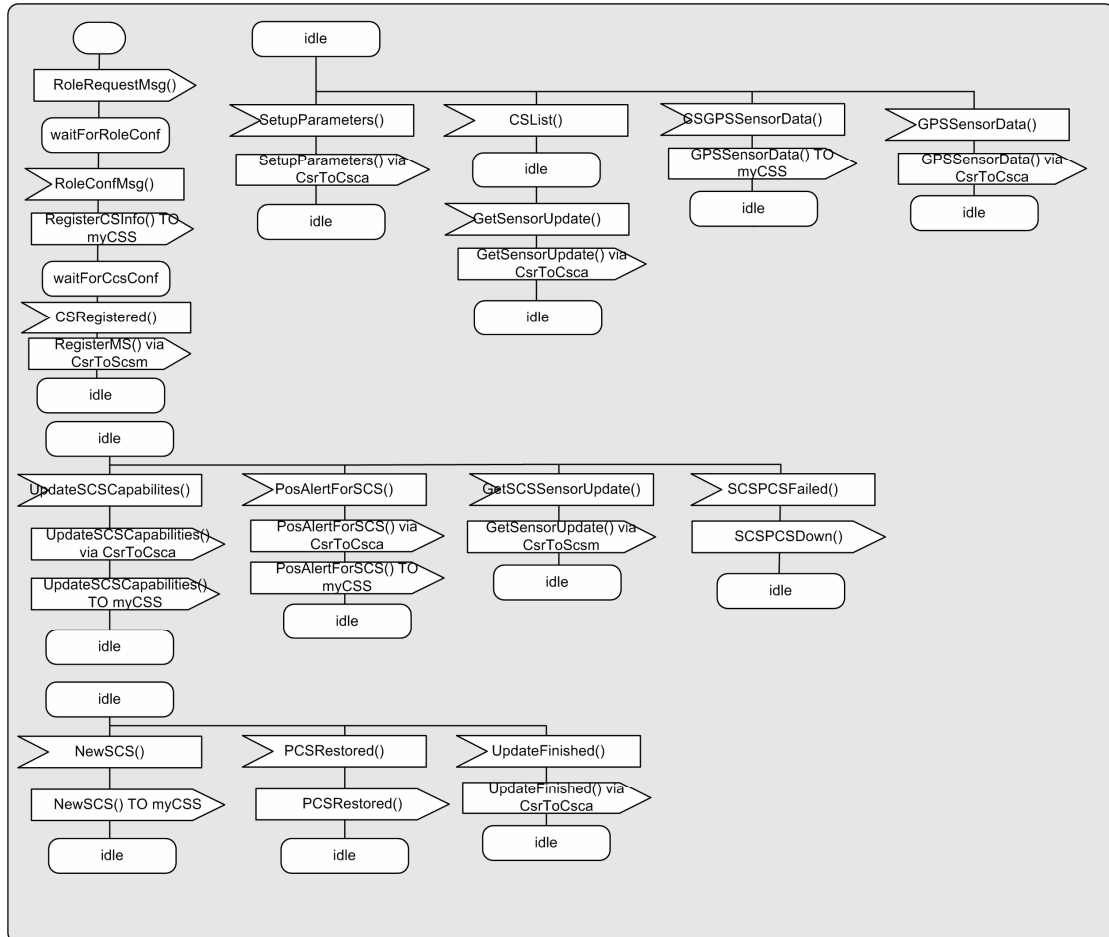 RoleRequestMsg()
waitForRoleConf
RoleConfMsg()
RegisterCSInfo() TO
myCSS
waitForCcsConf
CSRegistered()
RegisterMS() via
CsrToScsm
idle
idle
SetupParameters()
SetupParameters() via
CsrToCsca
idle
CSList()
idle
GetSensorUpdate()
GetSensorUpdate() via
CsrToCsca
idle
CSGPSSensorData()
GPSSensorData() TO
myCSS
idle
GPSSensorData()
GPSSensorData() via
CsrToCsca
idle
idle
UpdateSCSCapabilites()
UpdateSCSCapabilities()
via CsrToCsca
UpdateSCSCapabilities()
TO myCSS
idle
PosAlertForSCS()
PosAlertForSCS() via
CsrToCsca
PosAlertForSCS() TO
myCSS
idle
GetSCSSensorUpdate()
GetSensorUpdate() via
CsrToScsm
idle
SCSPCSFailed()
SCSPCSDown()
idle
idle
NewSCS()
NewSCS() TO myCSS
idle
PCSRestored()
PCSRestored()
idle
UpdateFinished()
UpdateFinished() via
CsrToCsca
idle